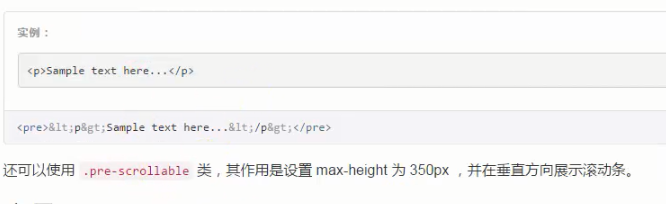 实例：
<p>Sample text here...</p>
<pre>&lt;p&gt;Sample text here...&lt;/p&gt;</pre>
还可以使用 .pre-scrollable 类，其作用是设置 max-height 为 350px ，并在垂直方向展示滚动条。